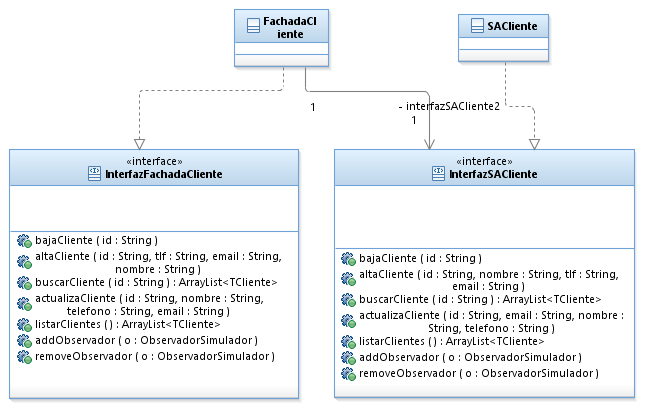 FachadaCl
iente
SACliente
1
- interfazSACliente2
1
«interface»
InterfazFachadaCliente
bajaCliente ( id : String )
altaCliente ( id : String, tlf : String, email : String,
nombre : String )
buscarCliente ( id : String ) : ArrayList<TCliente>
actualizaCliente ( id : String, nombre : String,
telefono : String, email : String )
listarClientes ( ) : ArrayList<TCliente>
addObservador ( o : ObservadorSimulador )
removeObservador ( o : ObservadorSimulador )
«interface»
InterfazSACliente
bajaCliente ( id : String )
altaCliente ( id : String, nombre : String, tlf : String,
email : String )
buscarCliente ( id : String ) : ArrayList<TCliente>
actualizaCliente ( id : String, email : String, nombre :
String, telefono : String )
listarClientes ( ) : ArrayList<TCliente>
addObservador ( o : ObservadorSimulador )
removeObservador ( o : ObservadorSimulador )